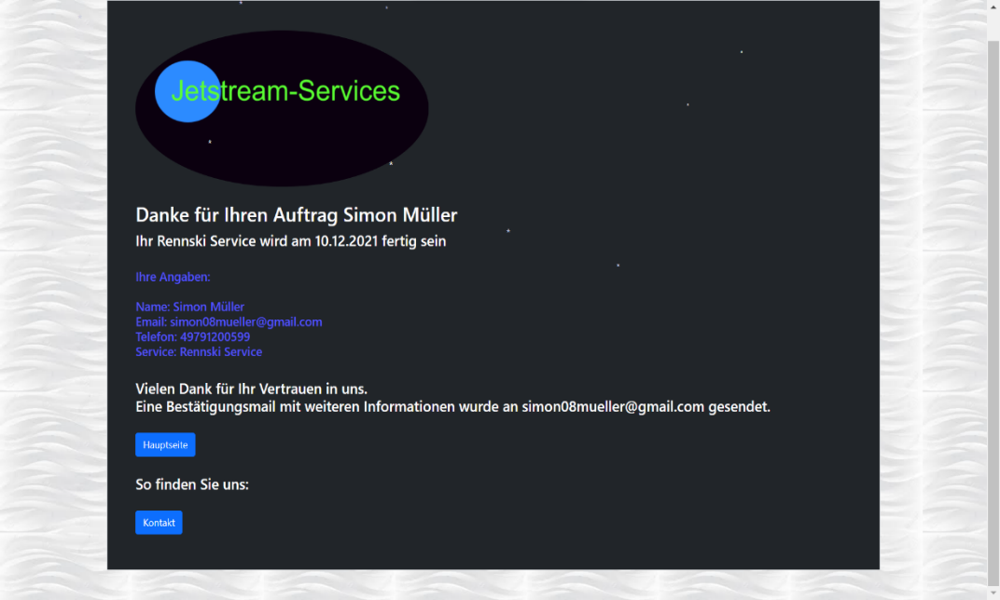 Jetstream-Services
Danke für Ihren Auftrag Simon Müller
Ihr Rennski Service wird am 10.12.2021 fertig sein
Ihre Angaben:
Name: Simon Müller
Email: simon08mueller@gmail.com
Telefon: 49791200599
Service: Rennski Service
Vielen Dank für Ihr Vertrauen in uns.
Eine Bestätigungsmail mit weiteren Informationen wurde an simon08mueller@gmail.com gesendet.
Hauptseite
So finden Sie uns:
Kontakt